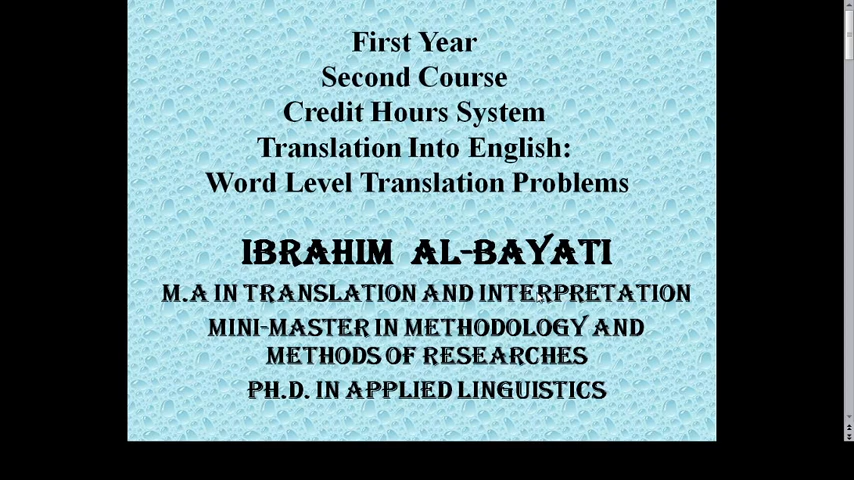 First Year
Second Course
Credit Hours System
Translation Into English:
Word Level Translation Problems
IBRAHIM AL-BAYATI
M.A IN TRANSLATION AND INTERPRETATION
MINI-MASTER IN METHODOLOGY AND
METHODS OF RESEARCHES
PH.D. IN APPLIED LINGUISTICS